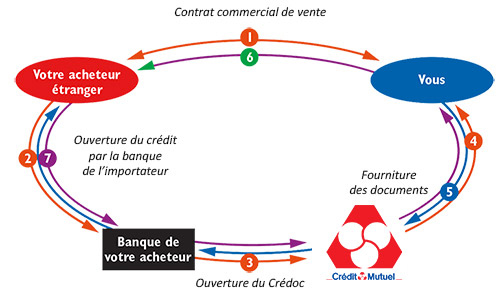 Contrat commercial de vente
1
6
Votre acheteur
étranger
Vous
Ouverture du crédit
par la banque
de l'importateur
2
7
4
Fourniture
des documents
5
Banque de
votre acheteur
3
Ouverture du Crédoc
Crédit Mutuel